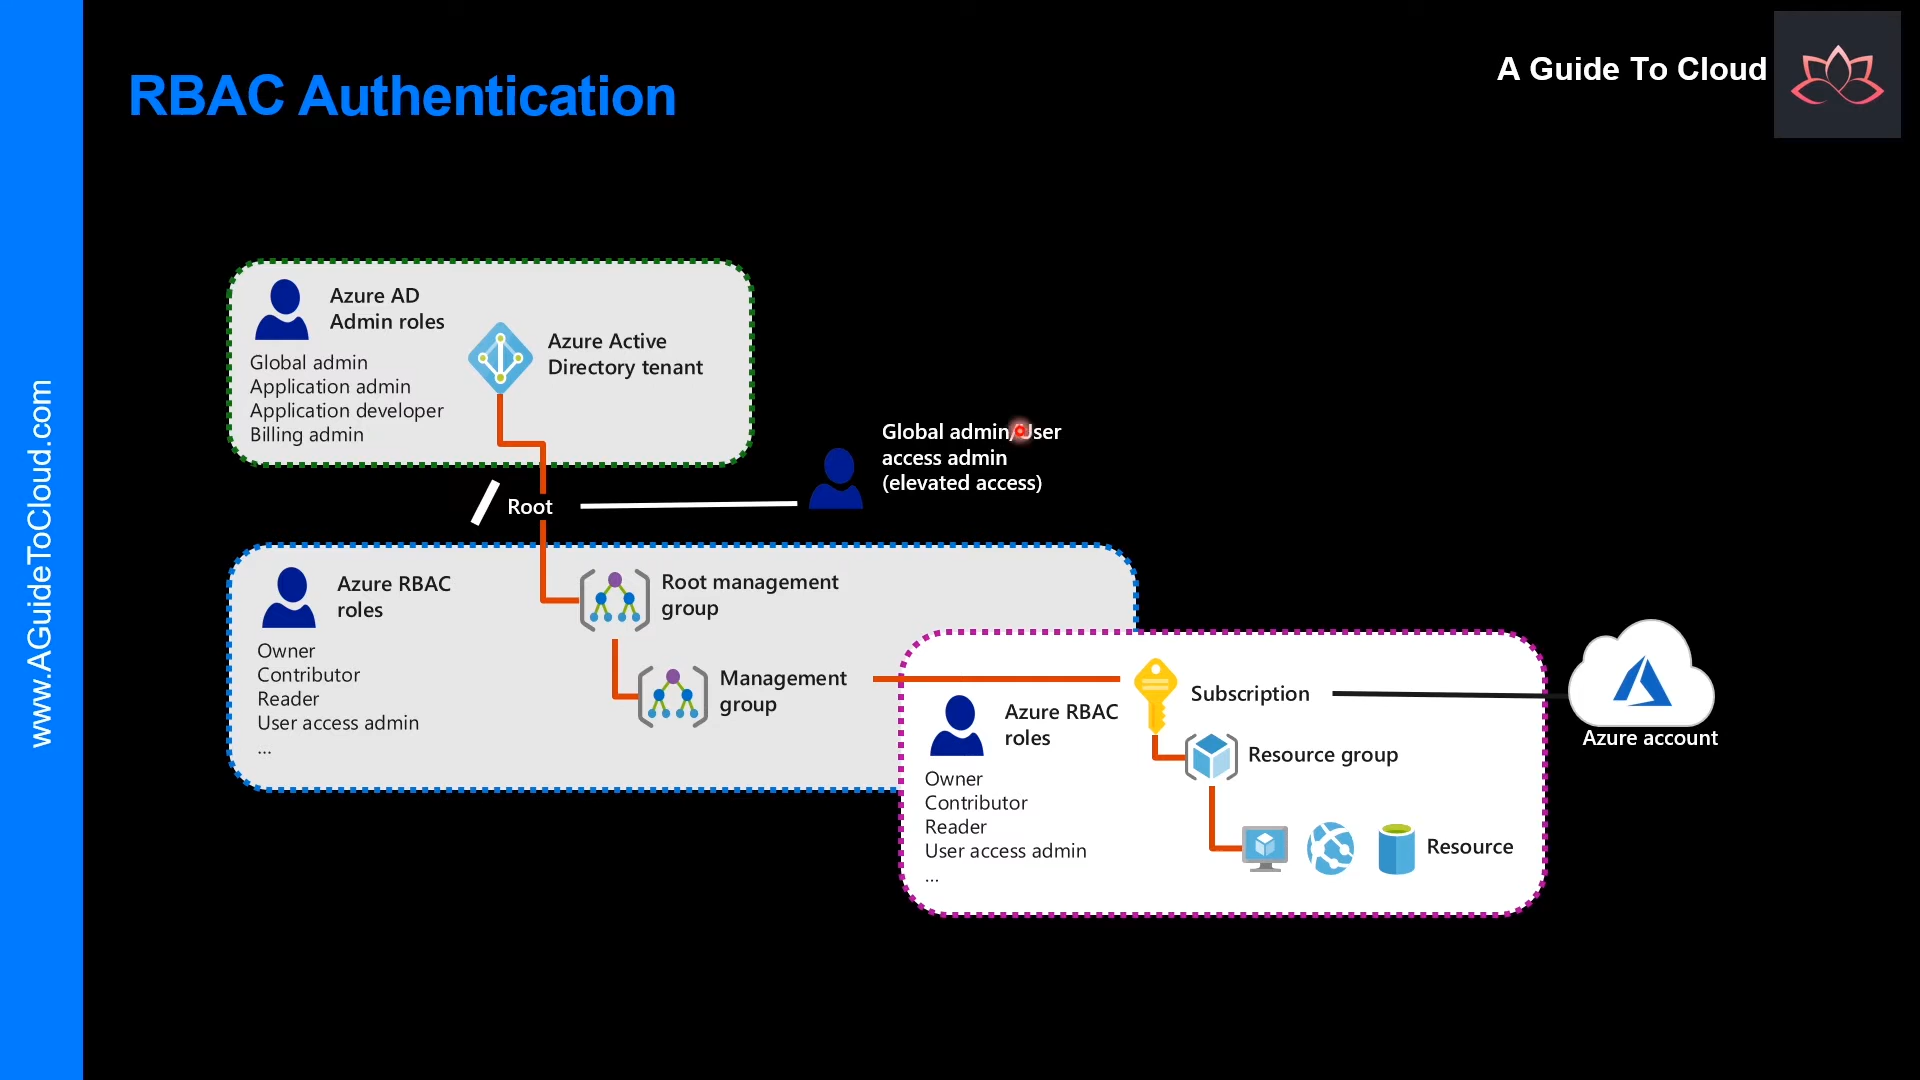 RBAC Authentication
A Guide To Cloud
www.AGuideToCloud.com
Azure AD
Admin roles
Global admin
Application admin
Application developer
Billing admin
Azure Active
Directory tenant
Root
Global admin/User
access admin
(elevated access)
Azure RBAC
roles
Owner
Contributor
Reader
User access admin
...
Root management
group
Management
group
Azure RBAC
roles
Owner
Contributor
Reader
User access admin
...
Subscription
Resource group
Resource
Azure account